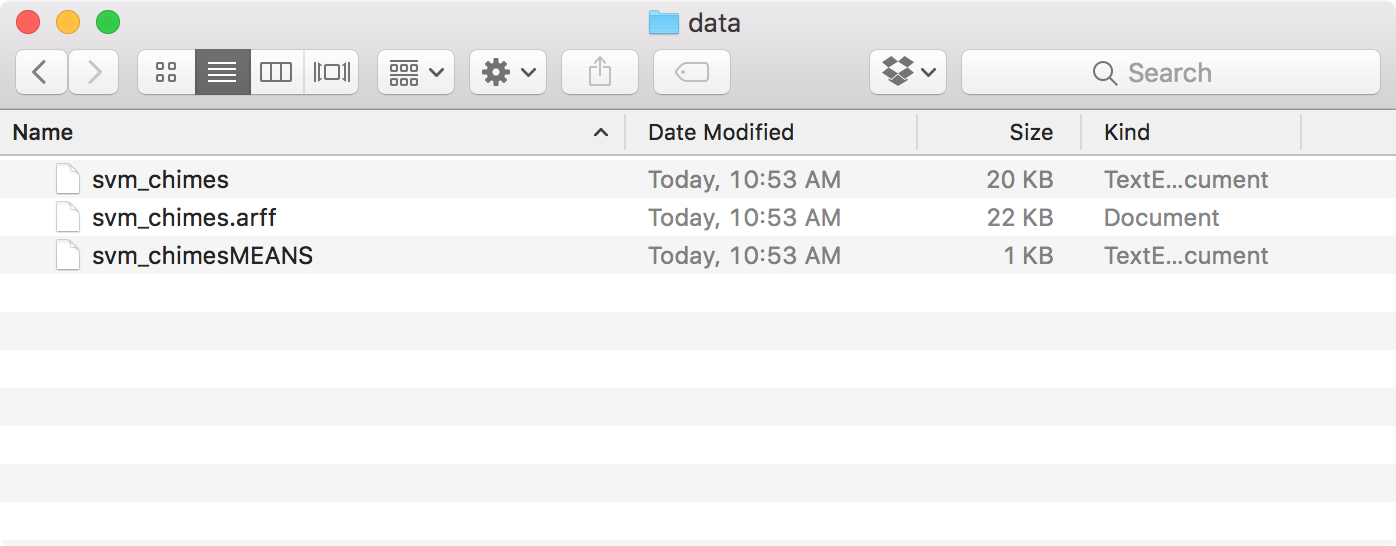 data
Search
Name Date Modified Size Kind
svm_chimes Today, 10:53 AM 20 KB TextE...cument
svm_chimes.arff Today, 10:53 AM 22 KB Document
svm_chimesMEANS Today, 10:53 AM 1 KB TextE...cument